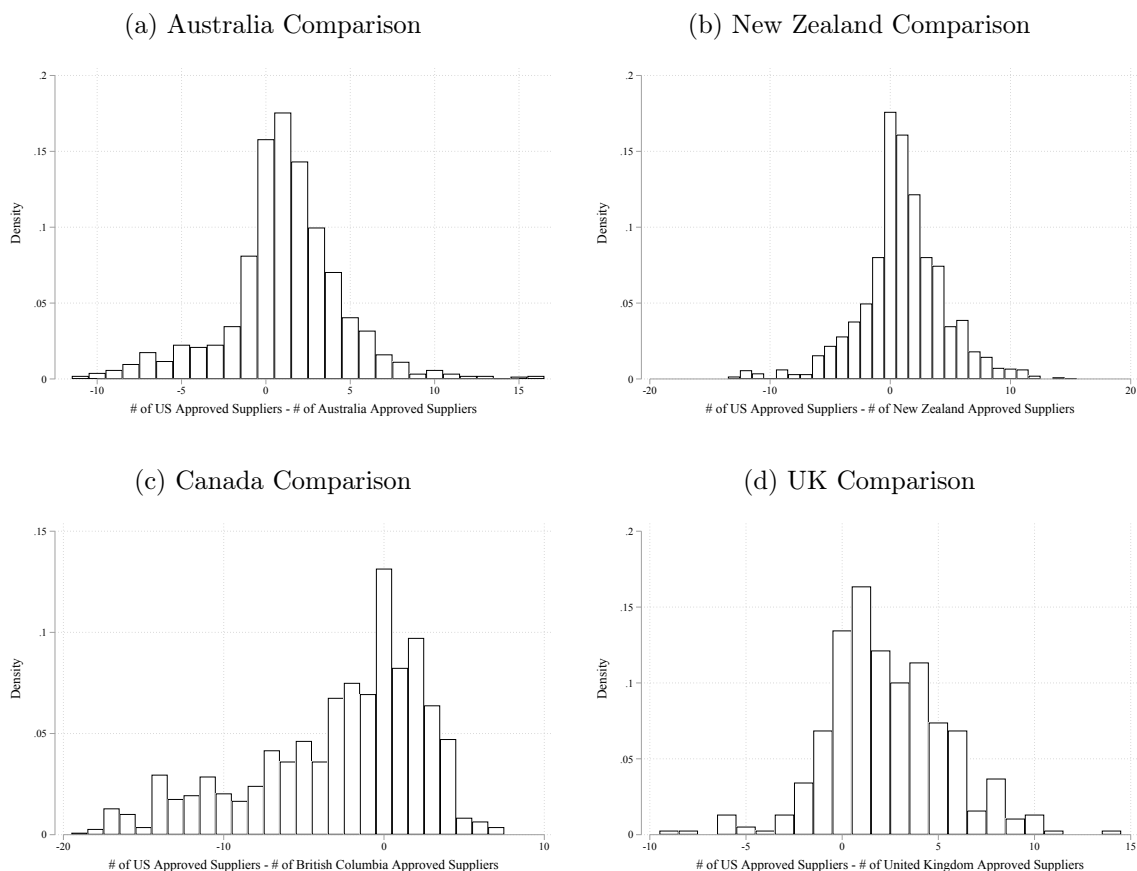 (a) Australia Comparison
.2
.15
.1
.05
0
Density
-10 -5 0 5 10 15
# of US Approved Suppliers - # of Australia Approved Suppliers
(b) New Zealand Comparison
.2
.15
.1
.05
0
Density
-20 -10 0 10 20
# of US Approved Suppliers - # of New Zealand Approved Suppliers
(c) Canada Comparison
.15
.1
.05
0
Density
-20 -10 0 10
# of US Approved Suppliers - # of British Columbia Approved Suppliers
(d) UK Comparison
.2
.15
.1
.05
0
Density
-10 -5 0 5 10 15
# of US Approved Suppliers - # of United Kingdom Approved Suppliers